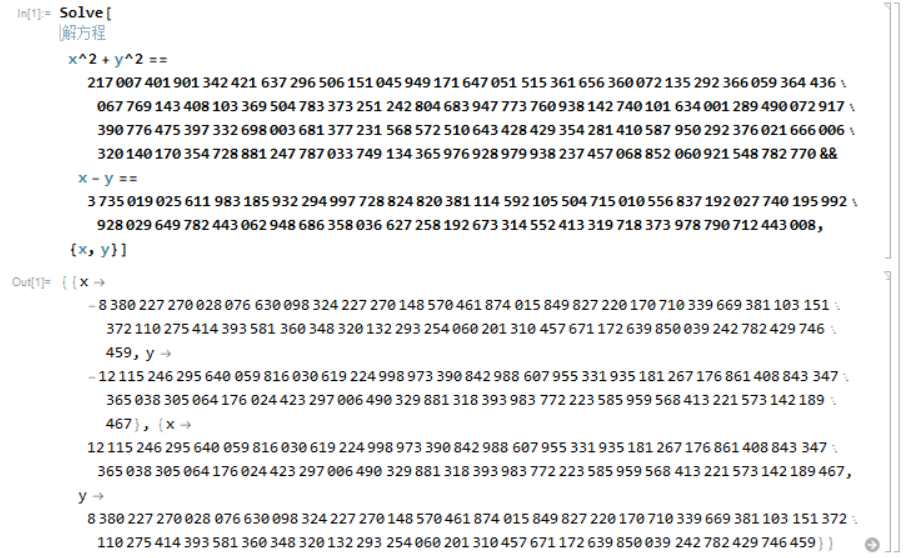 In[1]:= Solve[
解方程
x^2 + y^2 ==
217 007 401 901 342 421 637 296 506 151 045 949 171 647 051 515 361 656 360 072 135 292 366 059 364 436 \
067 769 143 408 103 369 504 783 373 251 242 804 683 947 773 760 938 142 740 101 634 001 289 490 072 917 \
390 776 475 397 332 698 003 681 377 231 568 572 510 643 428 429 354 281 410 587 950 292 376 021 666 006 \
320 140 170 354 728 881 247 787 033 749 134 365 976 928 979 938 237 457 068 852 060 921 548 782 770 &&
x - y ==
3 735 019 025 611 983 185 932 294 997 728 824 820 381 114 592 105 504 715 010 556 837 192 027 740 195 992 \
928 029 649 782 443 062 948 686 358 036 627 258 192 673 314 552 413 319 718 373 978 790 712 443 008,
{x, y}]
Out[1]= { {x →
-8 380 227 270 028 076 630 098 324 227 270 148 570 461 874 015 849 827 220 170 710 339 669 381 103 151 \
372 110 275 414 393 581 360 348 320 132 293 254 060 201 310 457 671 172 639 850 039 242 782 429 746 \
459, y →
-12 115 246 295 640 059 816 030 619 224 998 973 390 842 988 607 955 331 935 181 267 176 861 408 843 347 \
365 038 305 064 176 024 423 297 006 490 329 881 318 393 983 772 223 585 959 568 413 221 573 142 189 \
467}, {x →
12 115 246 295 640 059 816 030 619 224 998 973 390 842 988 607 955 331 935 181 267 176 861 408 843 347 \
365 038 305 064 176 024 423 297 006 490 329 881 318 393 983 772 223 585 959 568 413 221 573 142 189 467,
y →
8 380 227 270 028 076 630 098 324 227 270 148 570 461 874 015 849 827 220 170 710 339 669 381 103 151 372 \
110 275 414 393 581 360 348 320 132 293 254 060 201 310 457 671 172 639 850 039 242 782 429 746 459} }